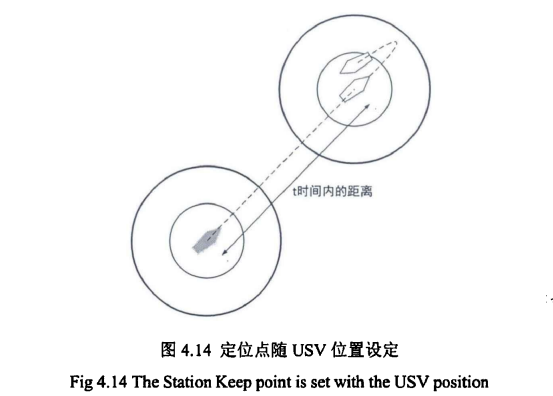 t时间内的距离
图 4.14 定位点随 USV 位置设定
Fig 4.14 The Station Keep point is set with the USV position